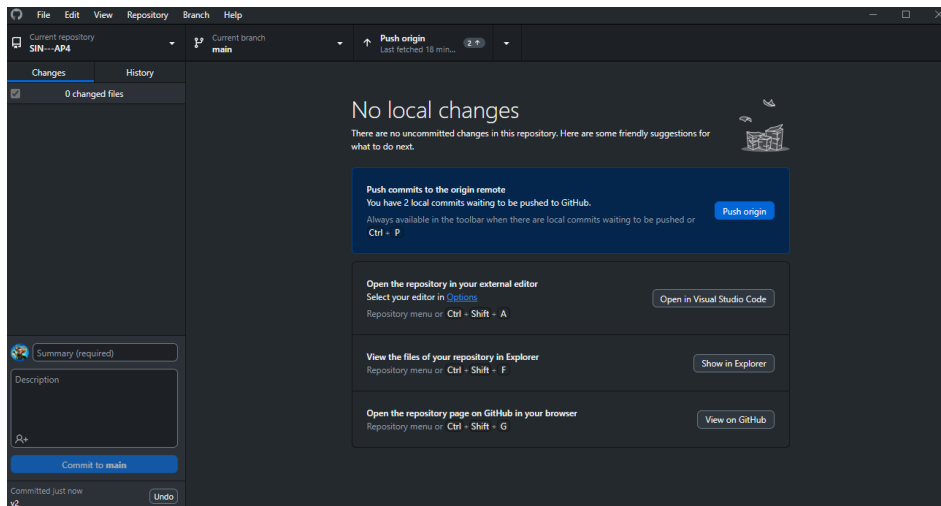 File Edit View Repository Branch Help
Current repository
SIN---AP4
Current branch
main
Push origin
Last fetched 18 min...
2
Changes History
0 changed files
No local changes
There are no uncommitted changes in this repository. Here are some friendly suggestions for
what to do next.
Push commits to the origin remote
You have 2 local commits waiting to be pushed to GitHub.
Always available in the toolbar when there are local commits waiting to be pushed or
Ctrl + P
Push origin
Open the repository in your external editor
Select your editor in Options
Repository menu or Ctrl + Shift + A
Open in Visual Studio Code
View the files of your repository in Explorer
Repository menu or Ctrl + Shift + F
Show in Explorer
Open the repository page on GitHub in your browser
Repository menu or Ctrl + Shift + G
View on GitHub
Summary (required)
Description
Commit to main
Committed just now
v2
Undo